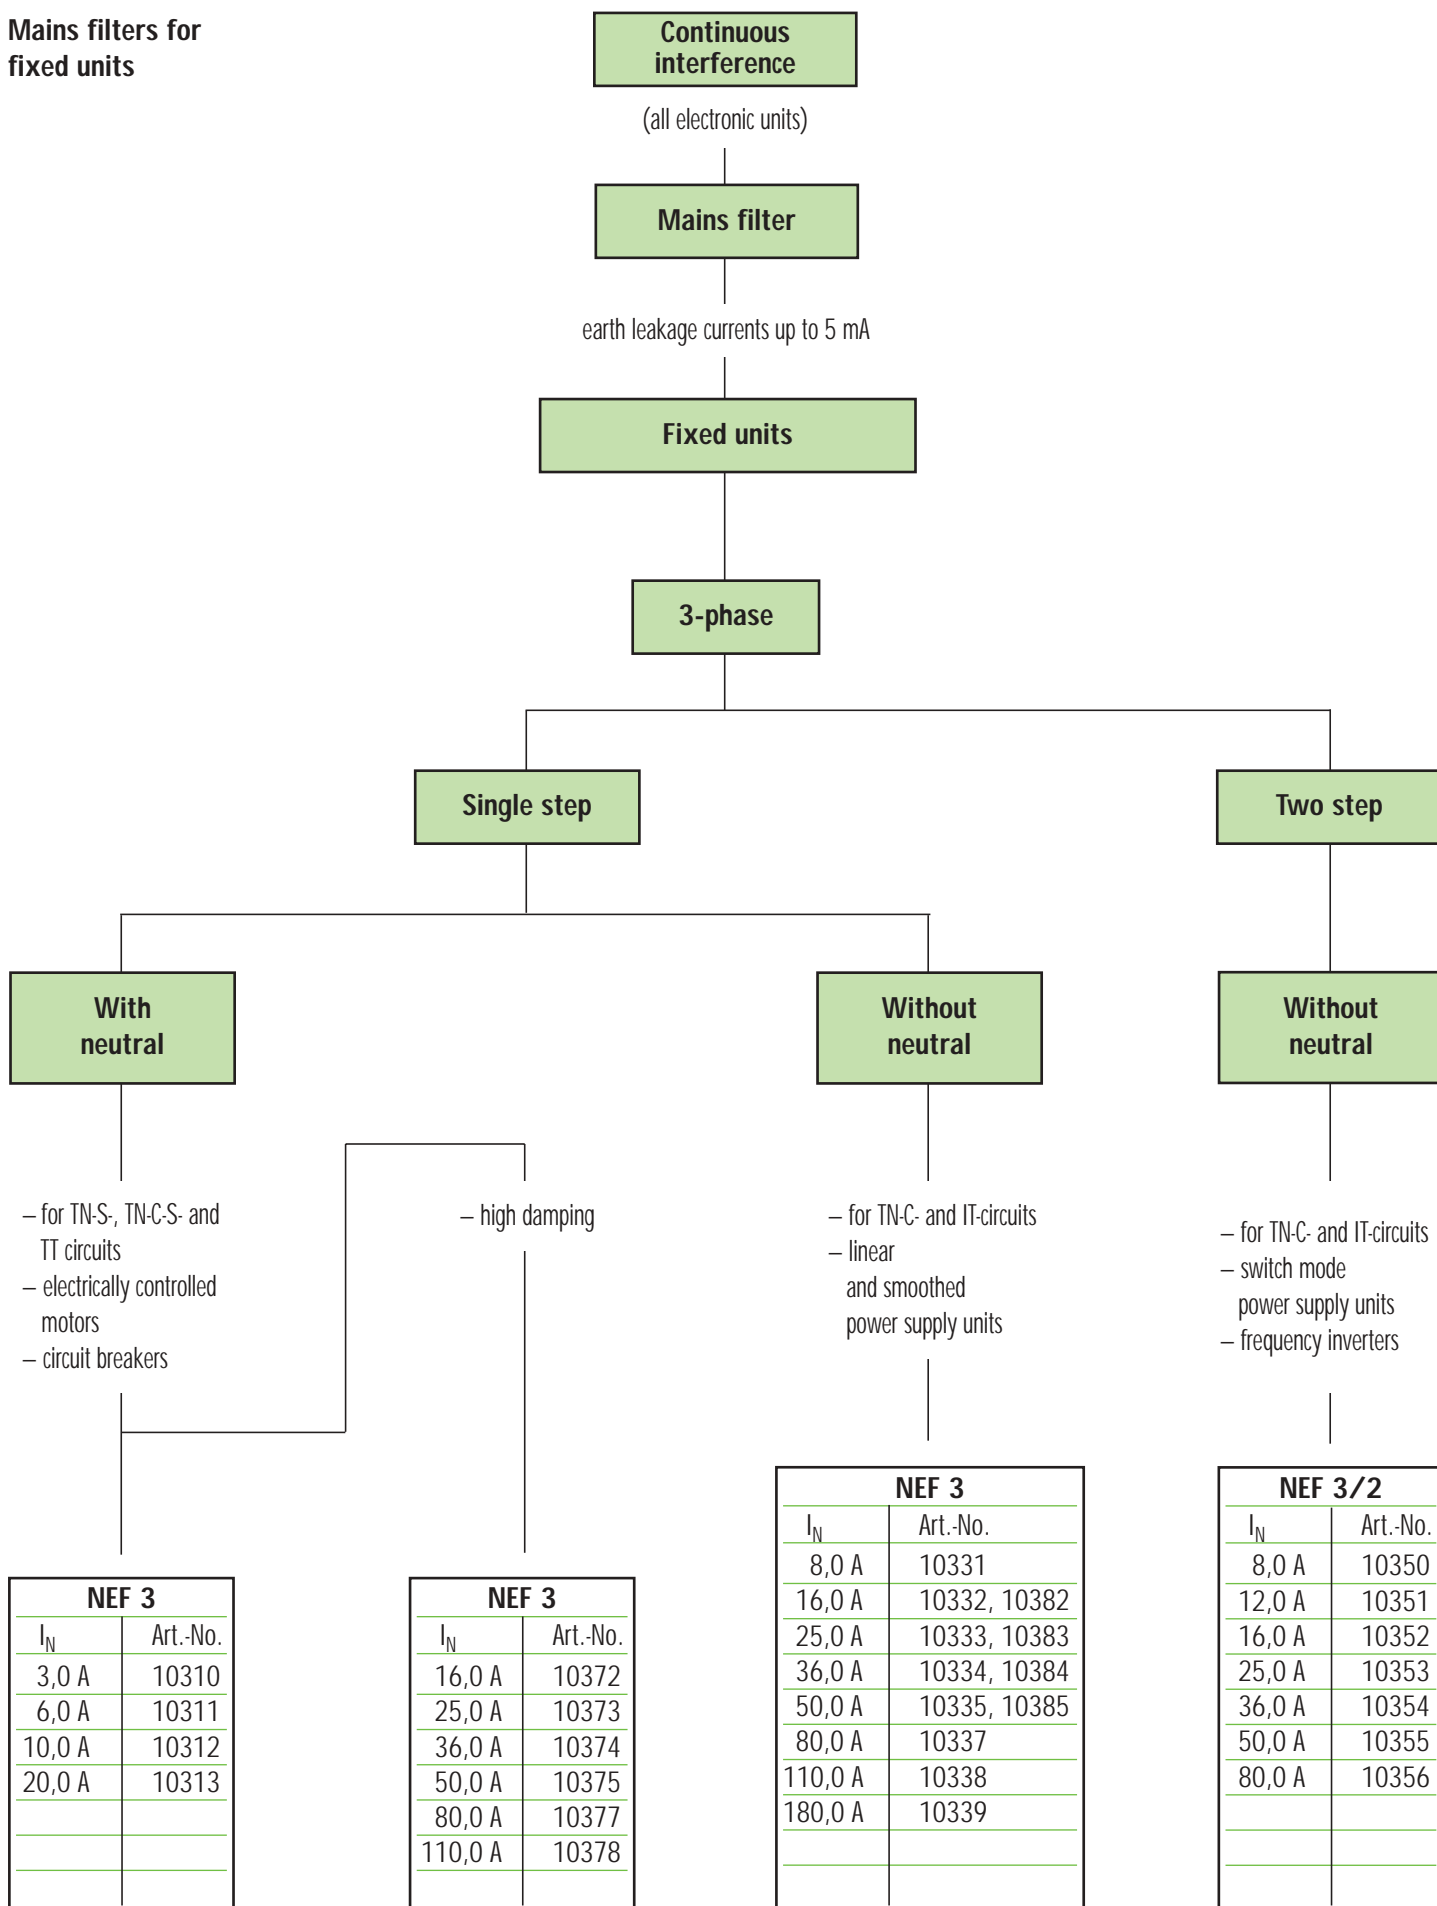 Mains filters for
fixed units
Continuous
interference
(all electronic units)
Mains filter
earth leakage currents up to 5 mA
Fixed units
3-phase
Single step
Two step
With
neutral
Without
neutral
Without
neutral
– for TN-S-, TN-C-S- and
TT circuits
– electrically controlled
motors
– circuit breakers
– high damping
– for TN-C- and IT-circuits
– linear
and smoothed
power supply units
– for TN-C- and IT-circuits
– switch mode
power supply units
– frequency inverters
NEF 3
IN Art.-No.
3,0 A 10310
6,0 A 10311
10,0 A 10312
20,0 A 10313
NEF 3
IN Art.-No.
16,0 A 10372
25,0 A 10373
36,0 A 10374
50,0 A 10375
80,0 A 10377
110,0 A 10378
NEF 3
IN Art.-No.
8,0 A 10331
16,0 A 10332, 10382
25,0 A 10333, 10383
36,0 A 10334, 10384
50,0 A 10335, 10385
80,0 A 10337
110,0 A 10338
180,0 A 10339
NEF 3/2
IN Art.-No.
8,0 A 10350
12,0 A 10351
16,0 A 10352
25,0 A 10353
36,0 A 10354
50,0 A 10355
80,0 A 10356